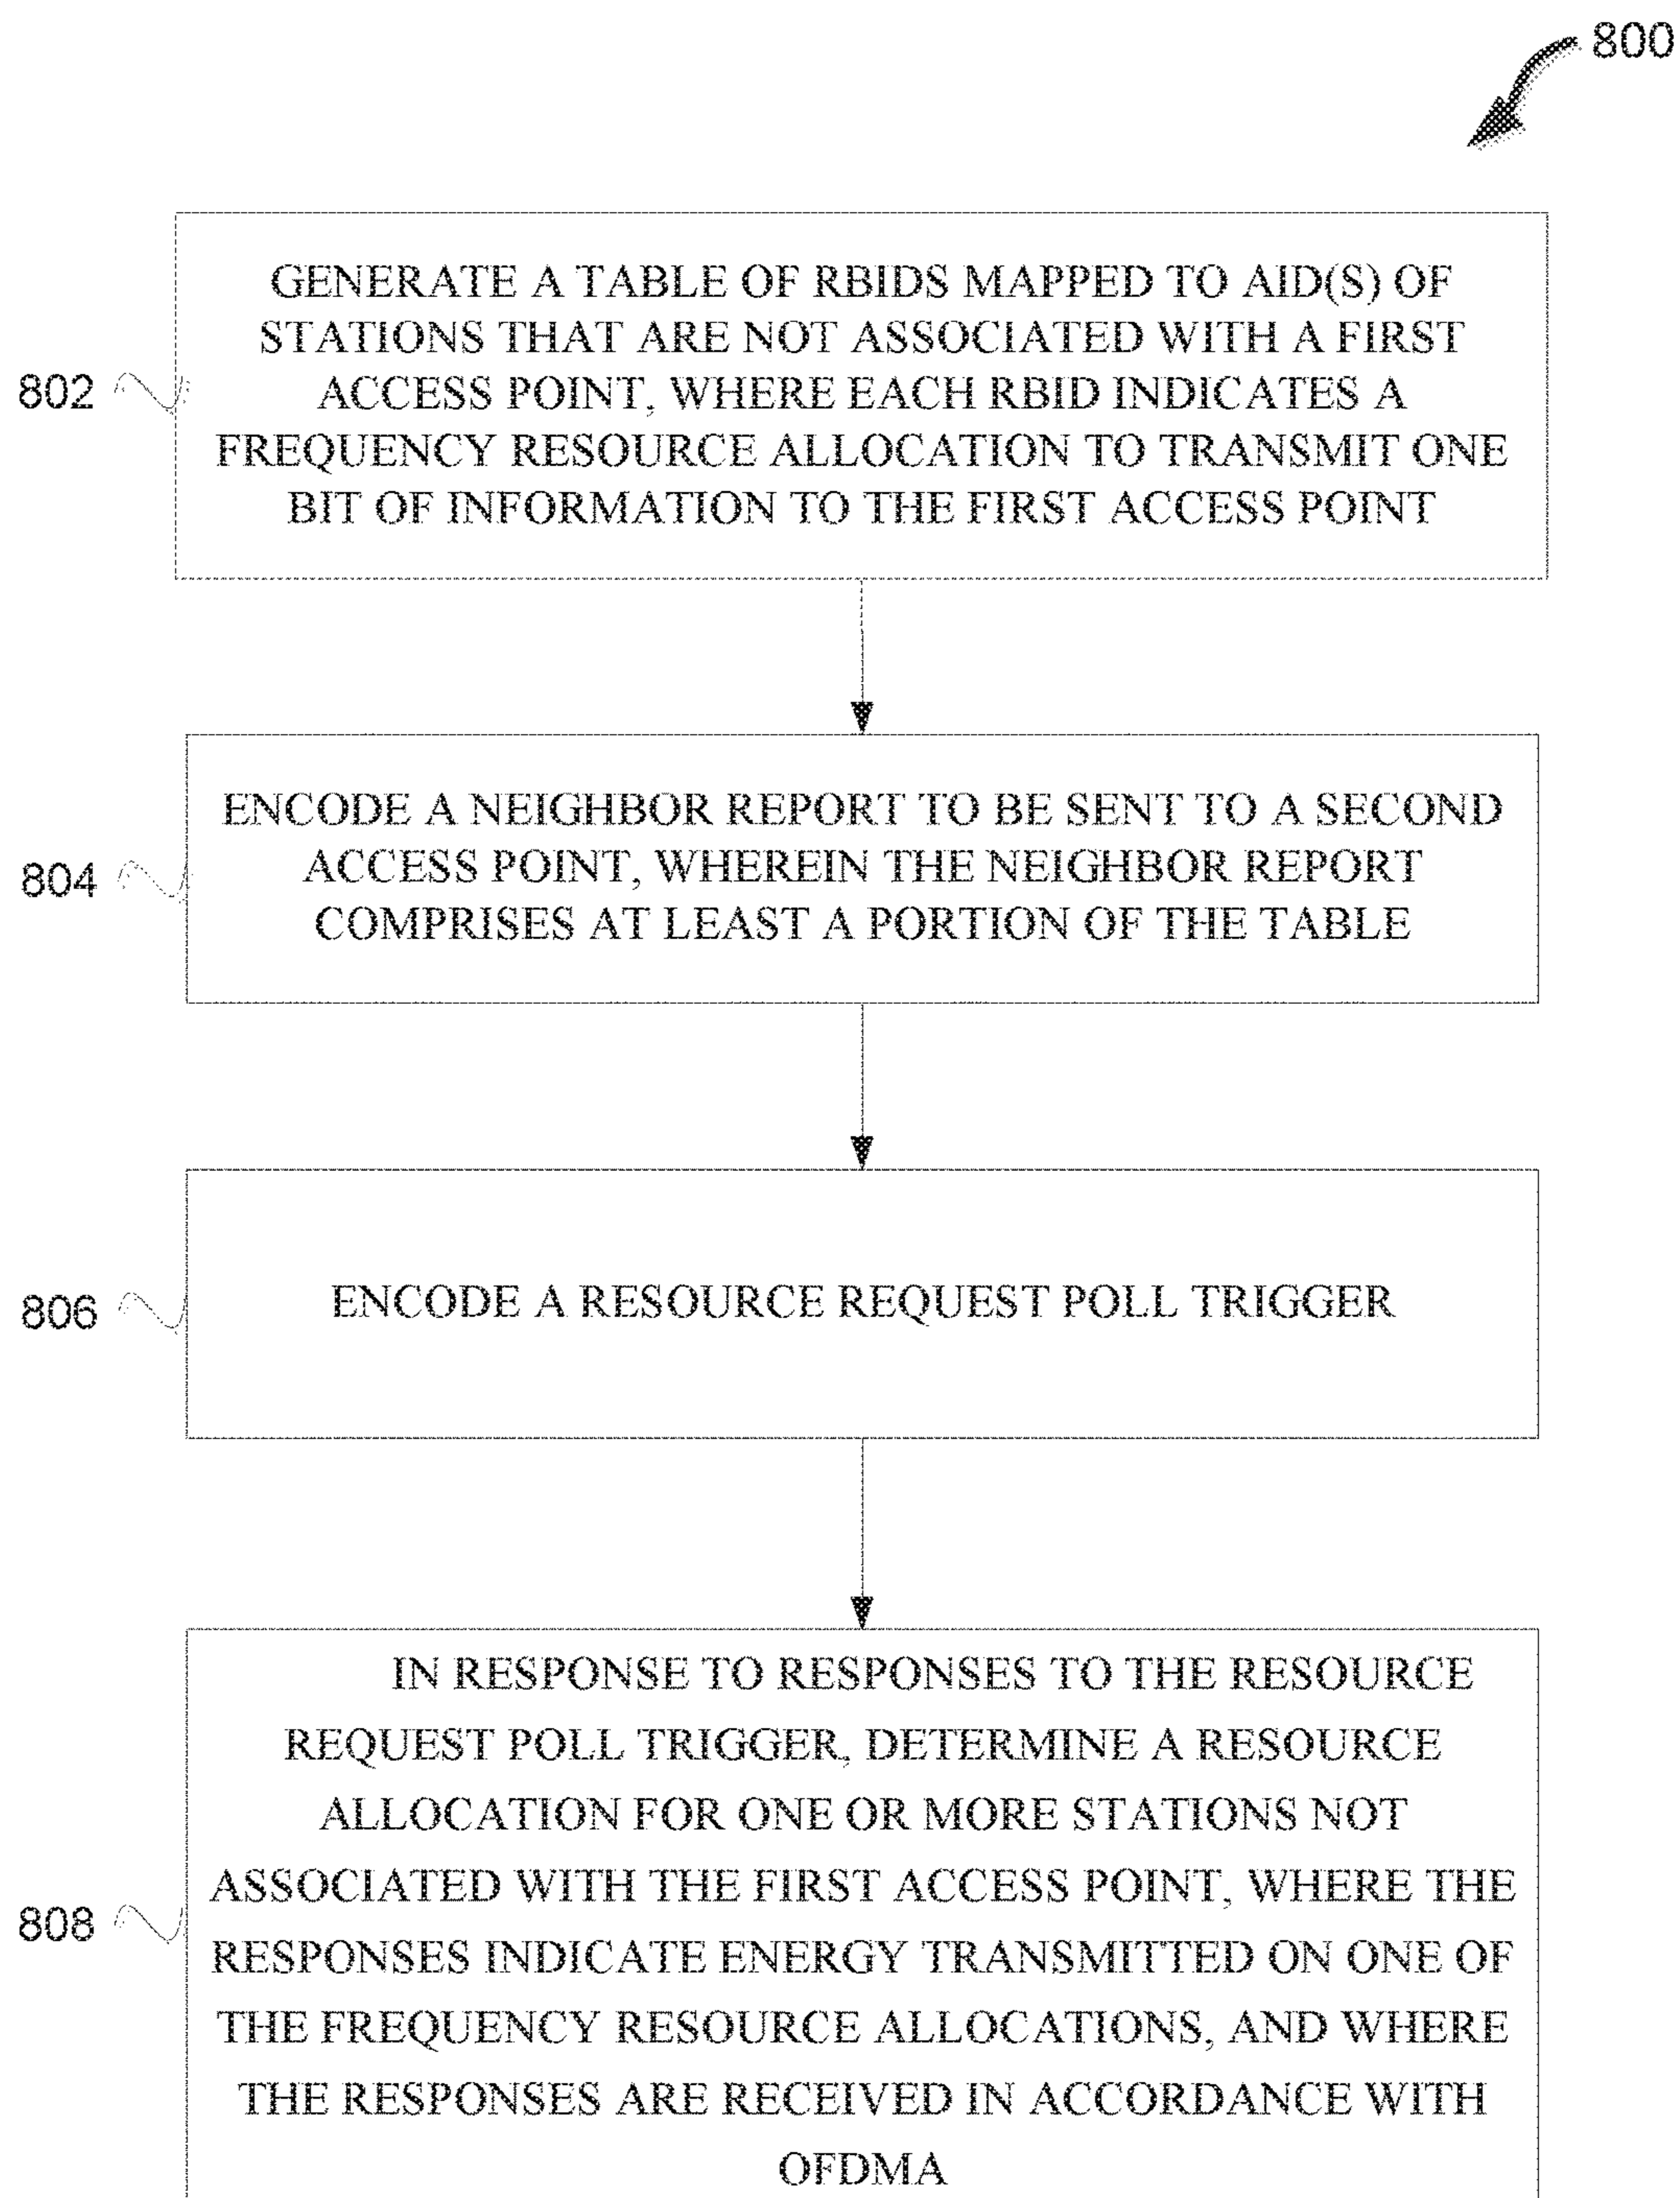 800
GENERATE A TABLE OF RBIDS MAPPED TO AID(S) OF
STATIONS THAT ARE NOT ASSOCIATED WITH A FIRST
802
ACCESS POINT, WHERE EACH RBID INDICATES A
FREQUENCY RESOURCE ALLOCATION TO TRANSMIT ONE
BIT OF INFORMATION TO THE FIRST ACCESS POINT
ENCODE A NEIGHBOR REPORT TO BE SENT TO A SECOND
804
ACCESS POINT, WHEREIN THE NEIGHBOR REPORT
COMPRISES AT LEAST A PORTION OF THE TABLE
806
ENCODE A RESOURCE REQUEST POLL TRIGGER
IN RESPONSE TO RESPONSES TO THE RESOURCE
REQUEST POLL TRIGGER, DETERMINE A RESOURCE
ALLOCATION FOR ONE OR MORE STATIONS NOT
ASSOCIATED WITH THE FIRST ACCESS POINT, WHERE THE
808
RESPONSES INDICATE ENERGY TRANSMITTED ON ONE OF
THE FREQUENCY RESOURCE ALLOCATIONS, AND WHERE
THE RESPONSES ARE RECEIVED IN ACCORDANCE WITH
OFDMA